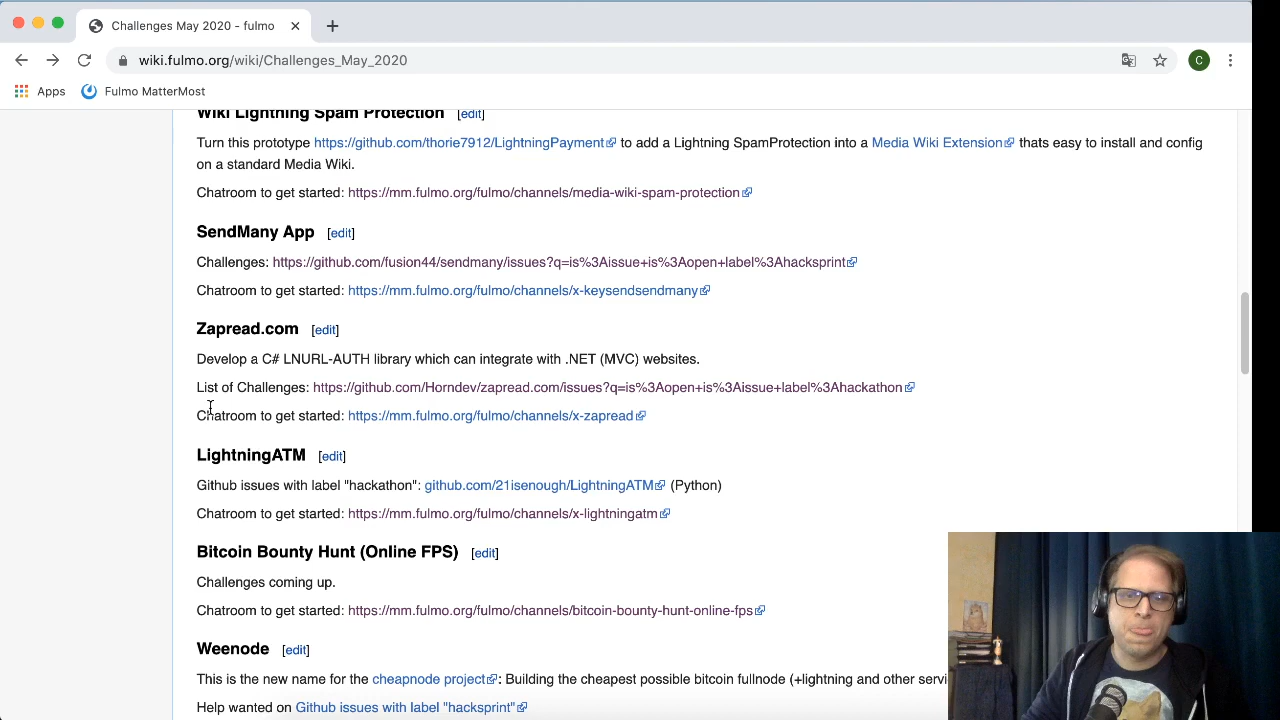 Challenges May 2020 - fulmo
wiki.fulmo.org/wiki/Challenges_May_2020
C
Apps
Fulmo MatterMost
Wiki Lightning Spam Protection [edit]
Turn this prototype https://github.com/thorie7912/LightningPayment to add a Lightning SpamProtection into a Media Wiki Extension thats easy to install and config
on a standard Media Wiki.
Chatroom to get started: https://mm.fulmo.org/fulmo/channels/media-wiki-spam-protection
SendMany App [edit]
Challenges: https://github.com/fusion44/sendmany/issues?q=is%3Aissue+is%3Aopen+label%3Ahacksprint
Chatroom to get started: https://mm.fulmo.org/fulmo/channels/x-keysendsendmany
Zapread.com [edit]
Develop a C# LNURL-AUTH library which can integrate with .NET (MVC) websites.
List of Challenges: https://github.com/Horndev/zapread.com/issues?q=is%3Aopen+is%3Aissue+label%3Ahackathon
Chatroom to get started: https://mm.fulmo.org/fulmo/channels/x-zapread
LightningATM [edit]
Github issues with label "hackathon": github.com/21isenough/LightningATM (Python)
Chatroom to get started: https://mm.fulmo.org/fulmo/channels/x-lightningatm
Bitcoin Bounty Hunt (Online FPS) [edit]
Challenges coming up.
Chatroom to get started: https://mm.fulmo.org/fulmo/channels/bitcoin-bounty-hunt-online-fps
Weenode [edit]
This is the new name for the cheapnode project: Building the cheapest possible bitcoin fullnode (+lightning and other servi
Help wanted on Github issues with label "hacksprint"